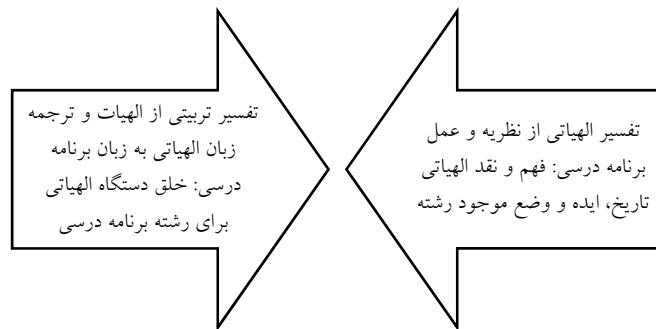 تفسیر الهیاتی از نظریه و عمل
برنامه درسی: فهم و نقد الهیاتی
تاریخ، ایده و وضع موجود رشته
تفسیر تربیتی از الهیات و ترجمه
زبان الهیاتی به زبان برنامه
درسی: خلق دستگاه الهیاتی
برای رشته برنامه درسی